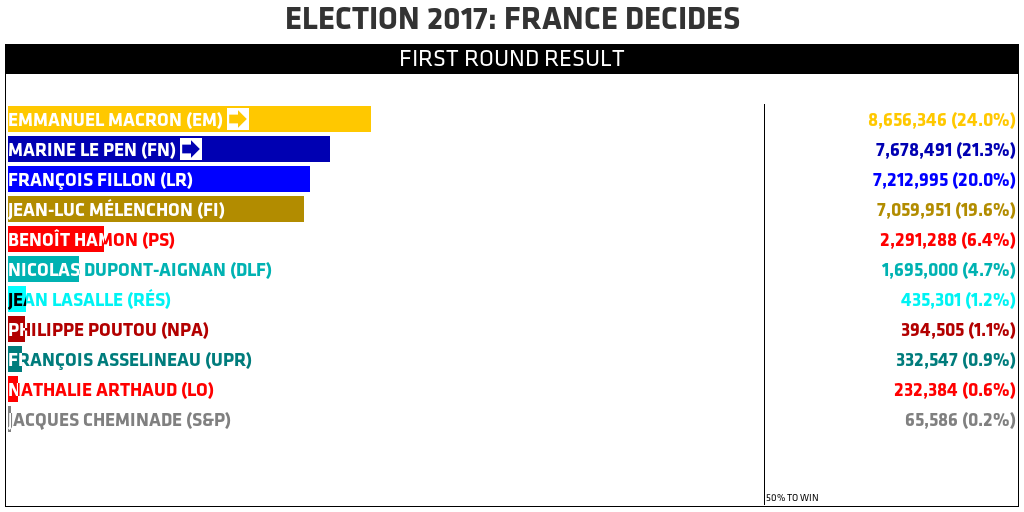 ELECTION 2017: FRANCE DECIDES
FIRST ROUND RESULT
EMMANUEL MACRON (EM) 8,656,346 (24.0%)
MARINE LE PEN (FN) 7,678,491 (21.3%)
FRANÇOIS FILLON (LR) 7,212,995 (20.0%)
JEAN-LUC MÉLENCHON (FI) 7,059,951 (19.6%)
BENOÎT HAMON (PS) 2,291,288 (6.4%)
NICOLAS DUPONT-AIGNAN (DLF) 1,695,000 (4.7%)
JEAN LASALLE (RÉS) 435,301 (1.2%)
PHILIPPE POUTOU (NPA) 394,505 (1.1%)
FRANÇOIS ASSELINEAU (UPR) 332,547 (0.9%)
NATHALIE ARTHAUD (LO) 232,384 (0.6%)
JACQUES CHEMINADE (S&P) 65,586 (0.2%)
50% TO WIN